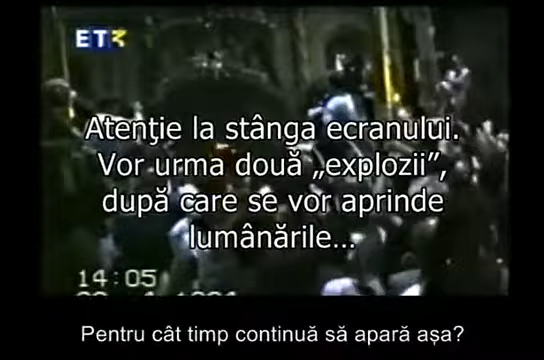 ET3
Atenţie la stânga ecranului.
Vor urma două „explozii”,
după care se vor aprinde
lumânările...
14:05
Pentru cât timp continuă să apară așa?